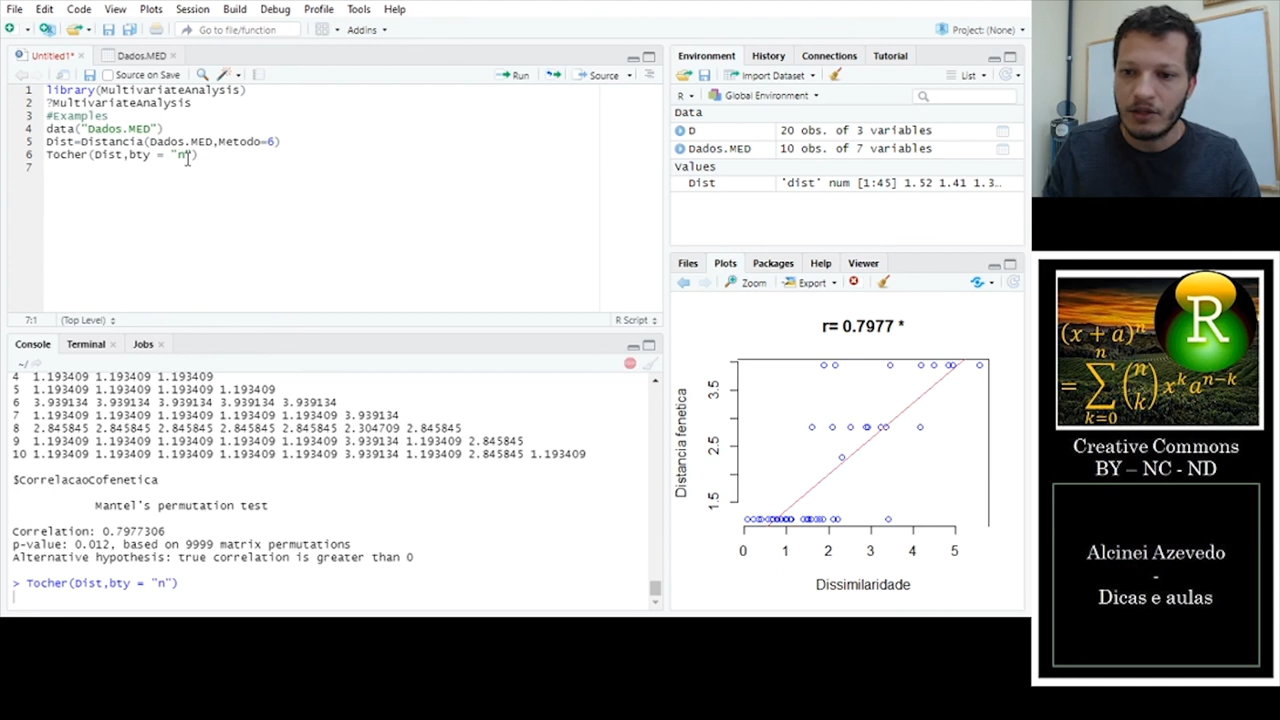 File Edit Code View Plots Session Build Debug Profile Tools Help
Go to file/function Addins Project: (None)
Untitled1* Dados.MED
Source on Save Run Source
1 library(MultivariateAnalysis)
2 ?MultivariateAnalysis
3 #Examples
4 data("Dados.MED")
5 Dist=Distancia(Dados.MED,Metodo=6)
6 Tocher(Dist,bty = "n")
7
7:1 (Top Level) R Script
Console Terminal Jobs
~/
4 1.193409 1.193409 1.193409
5 1.193409 1.193409 1.193409 1.193409
6 3.939134 3.939134 3.939134 3.939134 3.939134
7 1.193409 1.193409 1.193409 1.193409 1.193409 3.939134
8 2.845845 2.845845 2.845845 2.845845 2.845845 2.304709 2.845845
9 1.193409 1.193409 1.193409 1.193409 1.193409 3.939134 1.193409 2.845845
10 1.193409 1.193409 1.193409 1.193409 1.193409 3.939134 1.193409 2.845845 1.193409
$CorrelacaoCofenetica
Mantel's permutation test
Correlation: 0.7977306
p-value: 0.012, based on 9999 matrix permutations
Alternative hypothesis: true correlation is greater than 0
> Tocher(Dist,bty = "n")
Environment History Connections Tutorial
Import Dataset List
R Global Environment
Data
D 20 obs. of 3 variables
Dados.MED 10 obs. of 7 variables
Values
Dist 'dist' num [1:45] 1.52 1.41 1.3…
Files Plots Packages Help Viewer
Zoom Export
r= 0.7977 *
Distancia fenetica
3.5
2.5
1.5
0 1 2 3 4 5
Dissimilaridade
R
(x + a)^n
= ∑ n k=0 (n k) x^k a^n-k
Creative Commons
BY – NC - ND
Alcinei Azevedo
-
Dicas e aulas